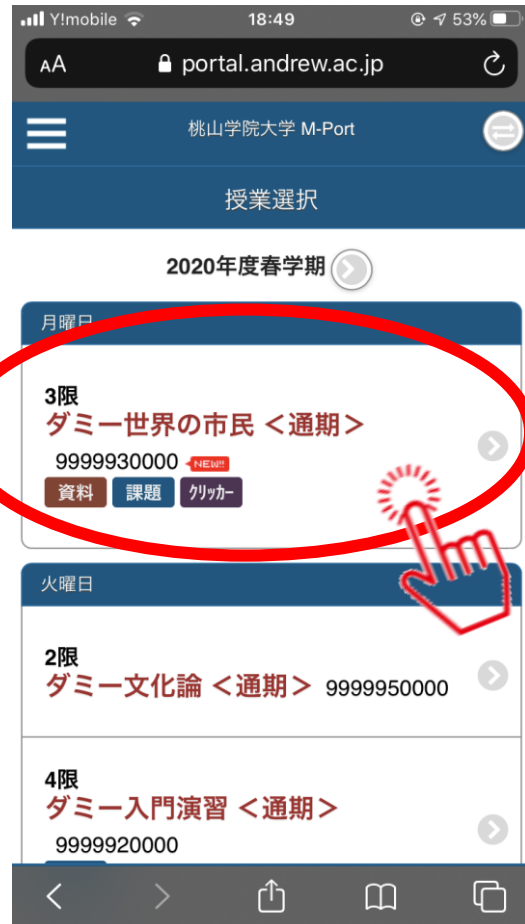 Y!mobile 18:49 53%
AA portal.andrew.ac.jp
桃山学院大学 M-Port
授業選択
2020年度春学期
月曜日
3限
ダミー世界の市民 <通期>
9999930000 NEW!!
資料 課題 クリッカー
火曜日
2限
ダミー文化論 <通期> 9999950000
4限
ダミー入門演習 <通期>
9999920000